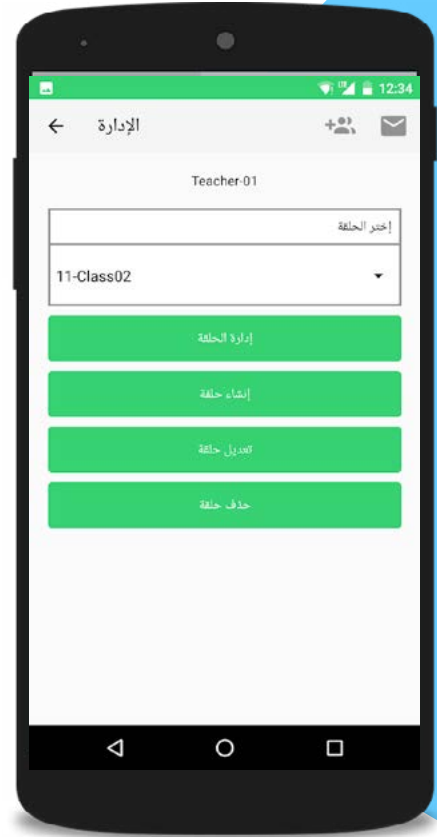 12:34
الإدارة
Teacher-01
إختر الحلقة
11-Class02
إدارة الحلقة
إنشاء حلقة
تعديل حلقة
حذف حلقة